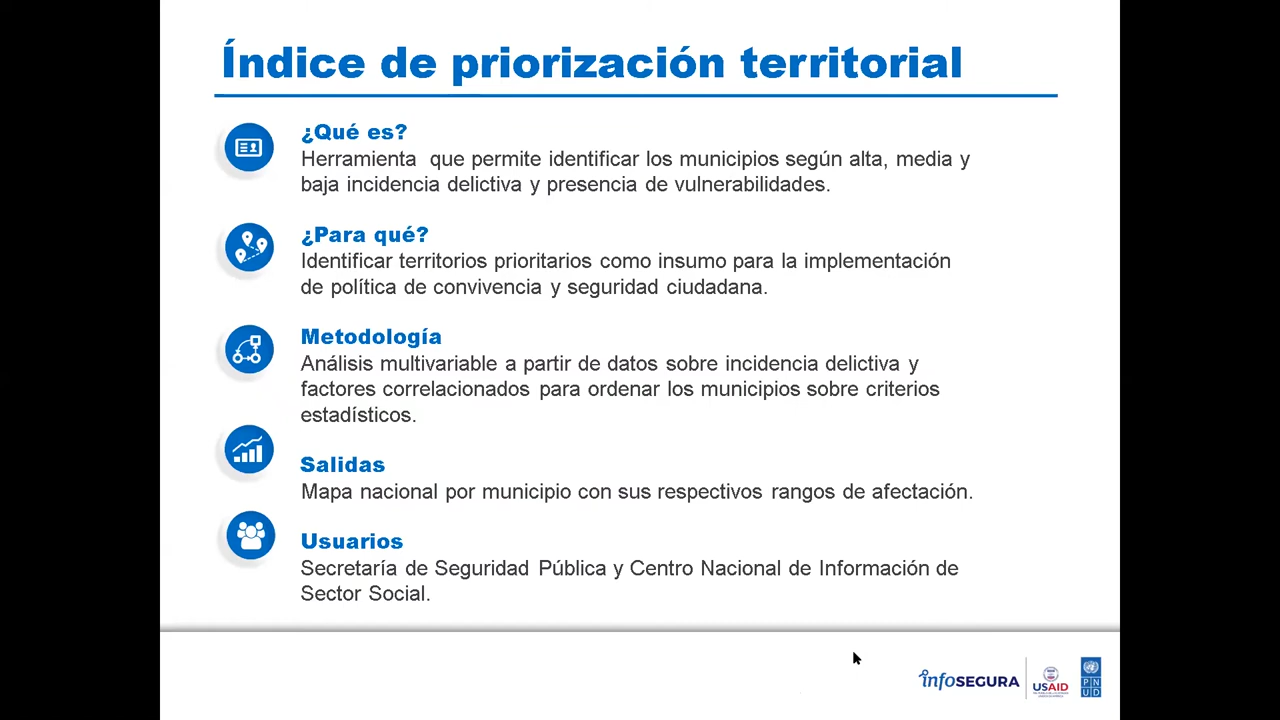 Índice de priorización territorial
¿Qué es?
Herramienta que permite identificar los municipios según alta, media y
baja incidencia delictiva y presencia de vulnerabilidades.
¿Para qué?
Identificar territorios prioritarios como insumo para la implementación
de política de convivencia y seguridad ciudadana.
Metodología
Análisis multivariable a partir de datos sobre incidencia delictiva y
factores correlacionados para ordenar los municipios sobre criterios
estadísticos.
Salidas
Mapa nacional por municipio con sus respectivos rangos de afectación.
Usuarios
Secretaría de Seguridad Pública y Centro Nacional de Información de
Sector Social.
infoSEGURA
USAID
PN
UD